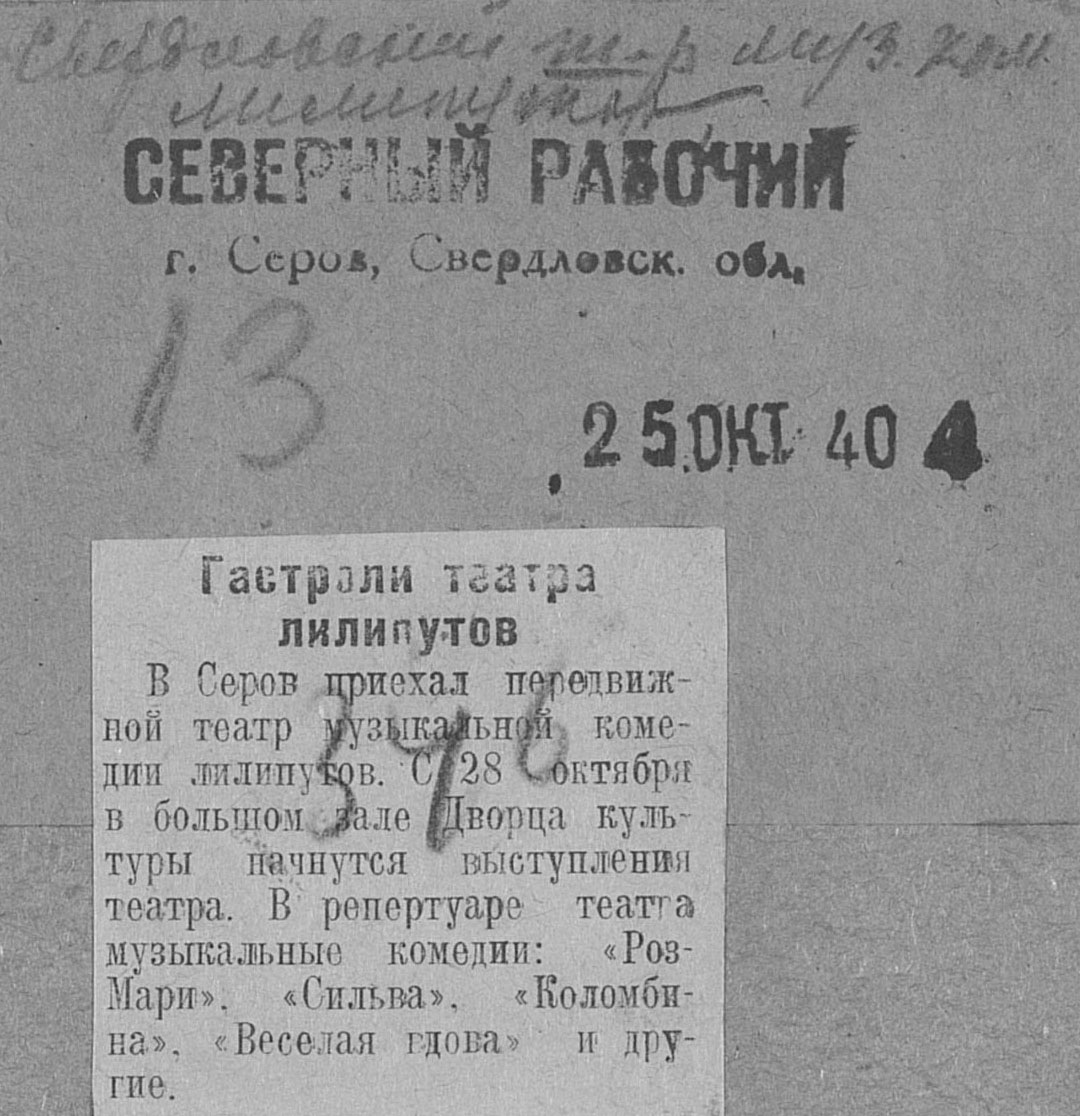 Свердловский т-р муз. ком.
лилипутов
СЕВЕРНЫЙ РАБОЧИЙ
г. Серов, Свердловск. обл.
13
25 ОКТ 40 4
Гастроли театра
лилипутов
В Серов приехал передвиж-
ной театр музыкальной коме-
дии лилипутов. С 28 октября
в большом зале Дворца куль-
туры начнутся выступления
театра. В репертуаре театра
музыкальные комедии: «Роз-
Мари», «Сильва», «Коломби-
на», «Веселая вдова» и дру-
гие.
346